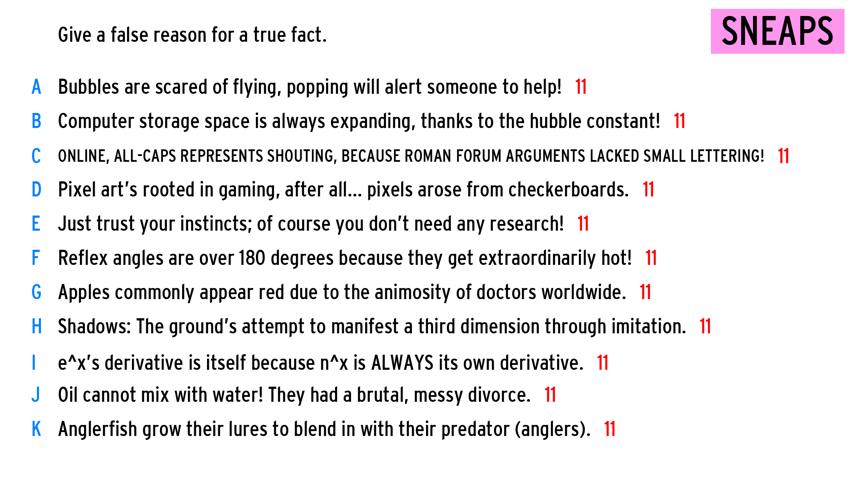 Give a false reason for a true fact.
SNEAPS
A Bubbles are scared of flying, popping will alert someone to help! 11
B Computer storage space is always expanding, thanks to the hubble constant! 11
C ONLINE, ALL-CAPS REPRESENTS SHOUTING, BECAUSE ROMAN FORUM ARGUMENTS LACKED SMALL LETTERING! 11
D Pixel art's rooted in gaming, after all... pixels arose from checkerboards. 11
E Just trust your instincts; of course you don't need any research! 11
F Reflex angles are over 180 degrees because they get extraordinarily hot! 11
G Apples commonly appear red due to the animosity of doctors worldwide. 11
H Shadows: The ground's attempt to manifest a third dimension through imitation. 11
I e^x's derivative is itself because n^x is ALWAYS its own derivative. 11
J Oil cannot mix with water! They had a brutal, messy divorce. 11
K Anglerfish grow their lures to blend in with their predator (anglers). 11